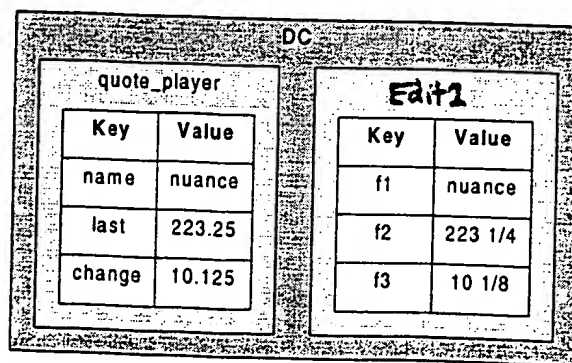 DC
quote_player
Key Value
name nuance
last 223.25
change 10.125
Edit1
Key Value
f1 nuance
f2 223 1/4
f3 10 1/8